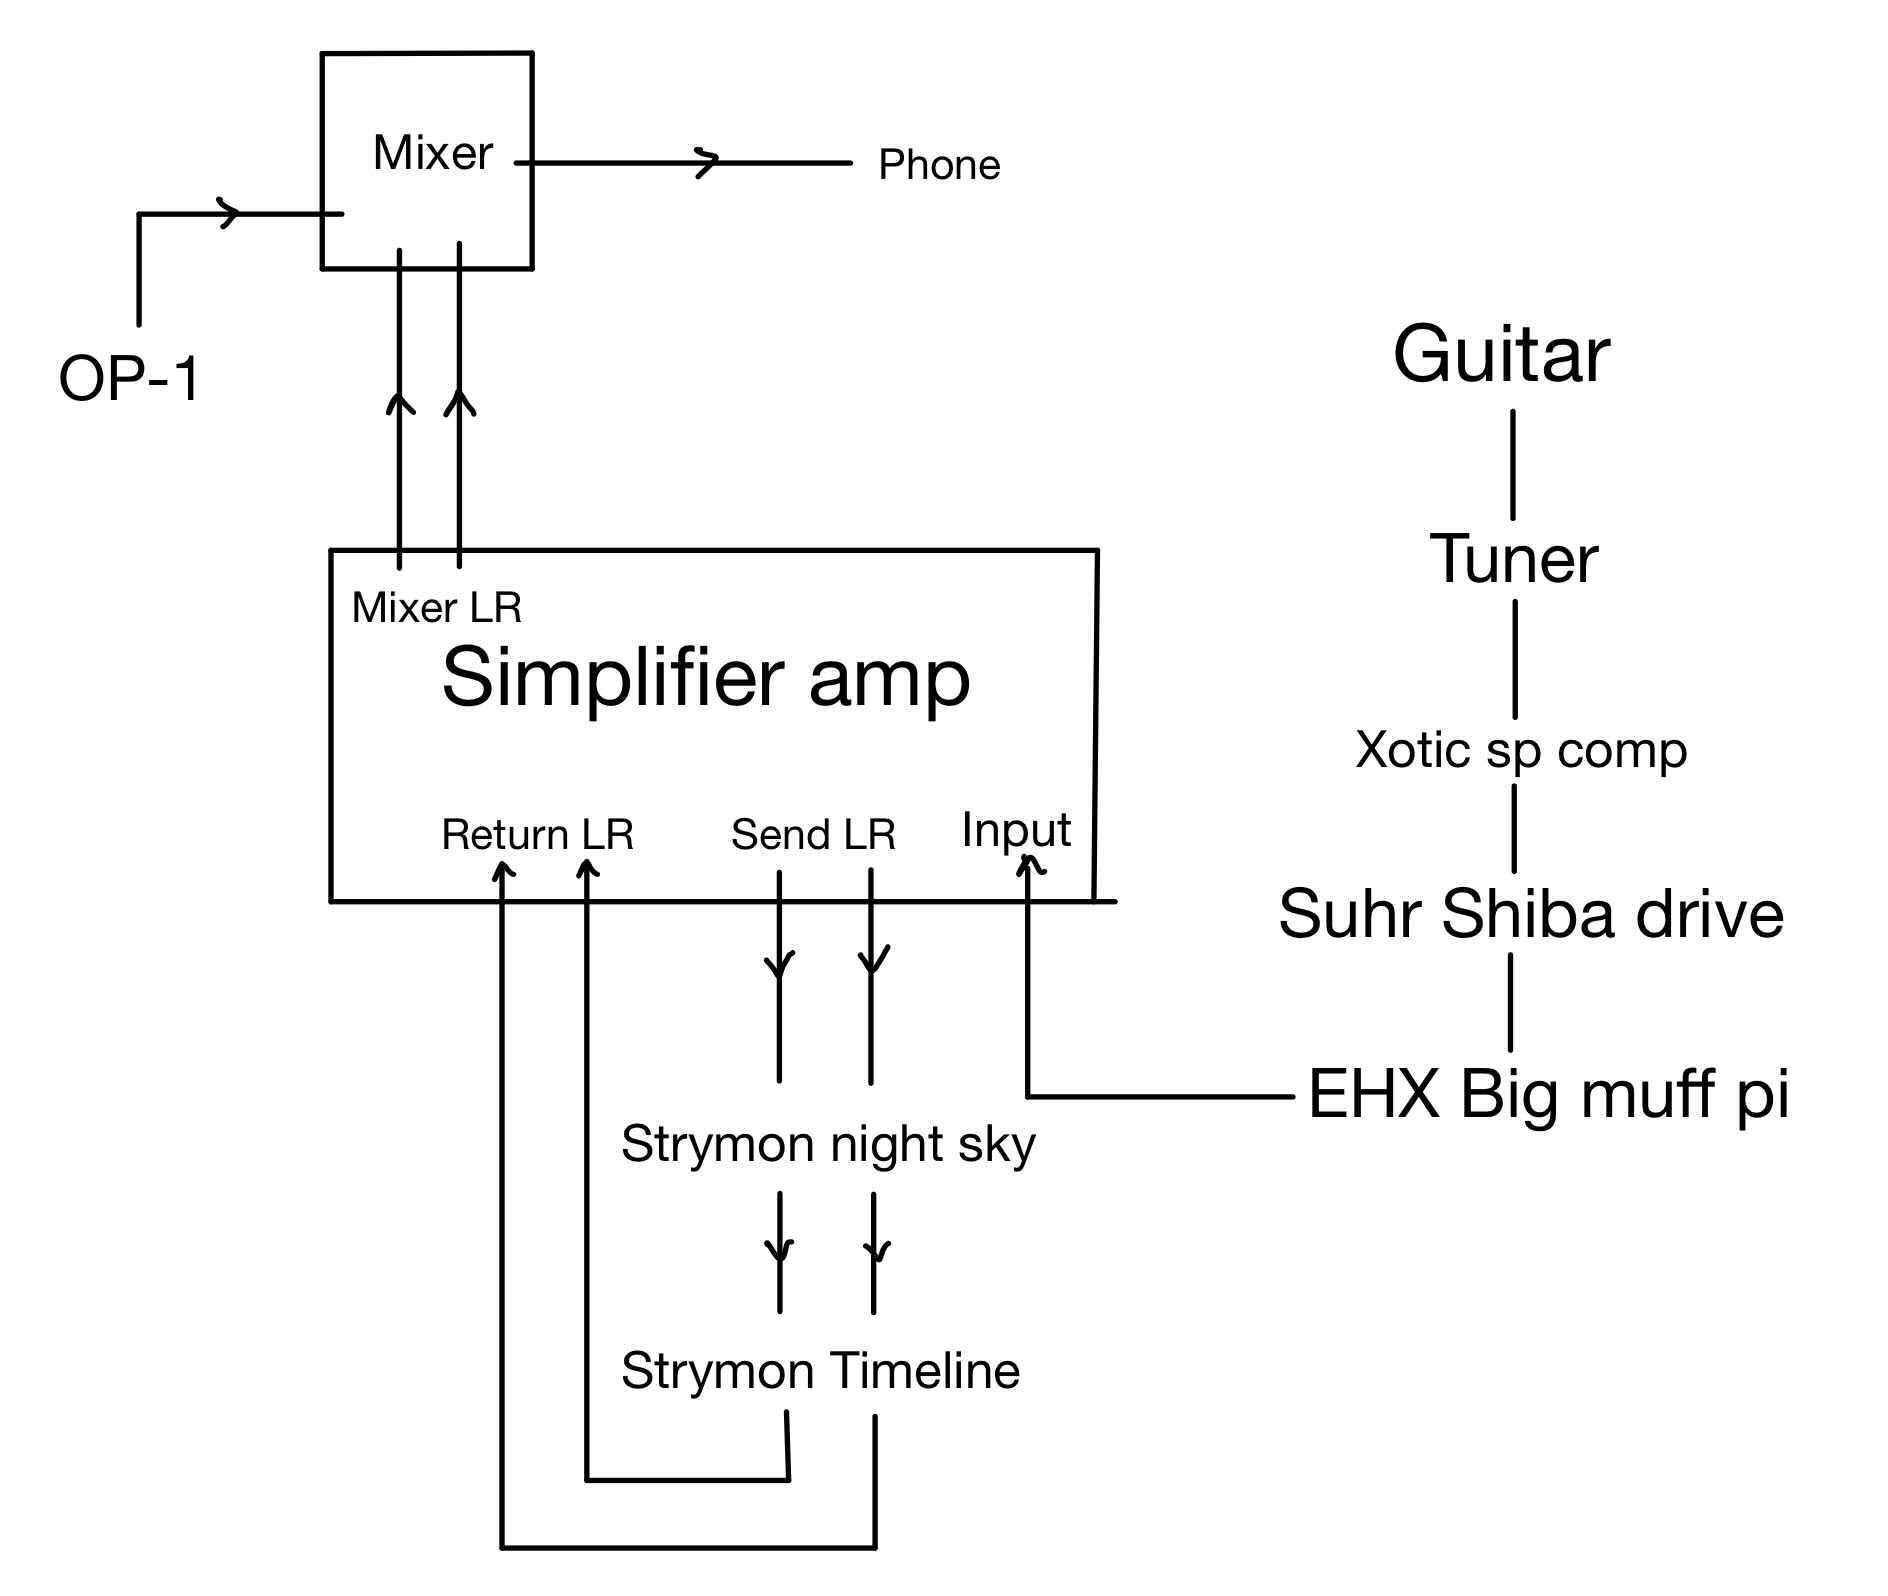 Mixer
Phone
OP-1
Guitar
Tuner
Mixer LR
Simplifier amp
Xotic sp comp
Return LR
Send LR
Input
Suhr Shiba drive
EHX Big muff pi
Strymon night sky
Strymon Timeline